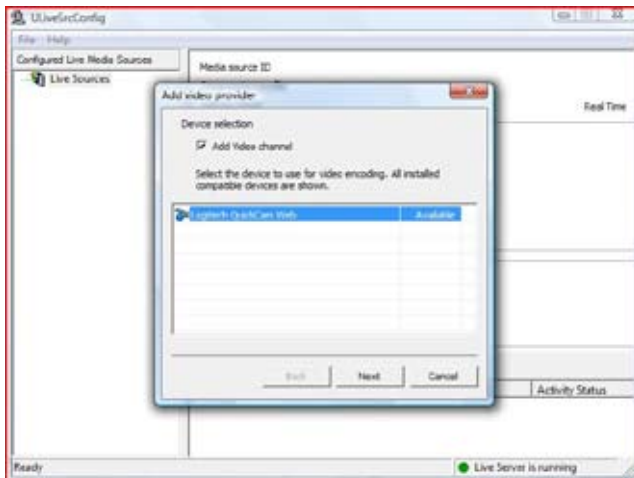 ULiveSrcConfig
File Help
Configured Live Media Sources
Live Sources
Media source ID
Real Time
Add video provider
Device selection
Add Video channel
Select the device to use for video encoding. All installed
compatible devices are shown.
Logitech QuickCam Web Available
Back Next Cancel
Activity Status
Ready
Live Server is running